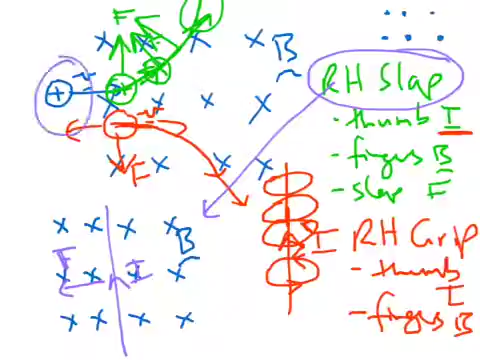 F
B
RH Slap
- thumb I
- fingers B
- slap F
F
I
RH Grip
- thumb
I
- fingers B
B
F
I